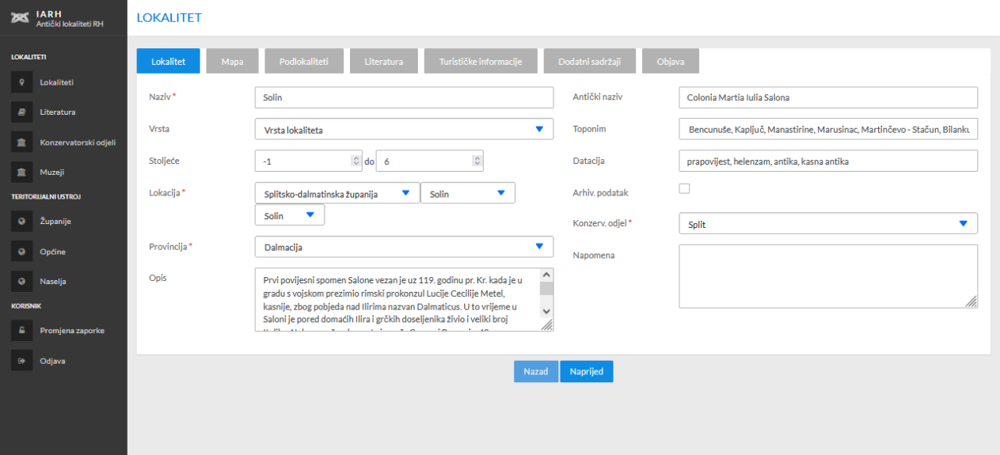 IARH
Antički lokaliteti RH
LOKALITETI
Lokaliteti
Literatura
Konzervatorski odjeli
Muzeji
TERITORIJALNI USTROJ
Županije
Općine
Naselja
KORISNIK
Promjena zaporke
Odjava
LOKALITET
Lokalitet Mapa Podlokaliteti Literatura Turističke informacije Dodatni sadržaji Objava
Naziv * Solin
Vrsta Vrsta lokaliteta
Stoljeće -1 do 6
Lokacija * Splitsko-dalmatinska županija Solin
Solin
Provincija * Dalmacija
Opis
Prvi povijesni spomen Salone vezan je uz 119. godinu pr. Kr. kada je u
gradu s vojskom prezimio rimski prokonzul Lucije Cecilije Metel,
kasnije, zbog pobjeda nad Ilirima nazvan Dalmaticus. U to vrijeme u
Saloni je pored domaćih Ilira i grčkih doseljenika živio i veliki broj
Antički naziv Colonia Martia Iulia Salona
Toponim Bencunuše, Kapljuč, Manastirine, Marusinac, Martinčevo - Stačun, Bilanku
Datacija prapovijest, helenzam, antika, kasna antika
Arhiv. podatak
Konzerv. odjel * Split
Napomena
Nazad Naprijed